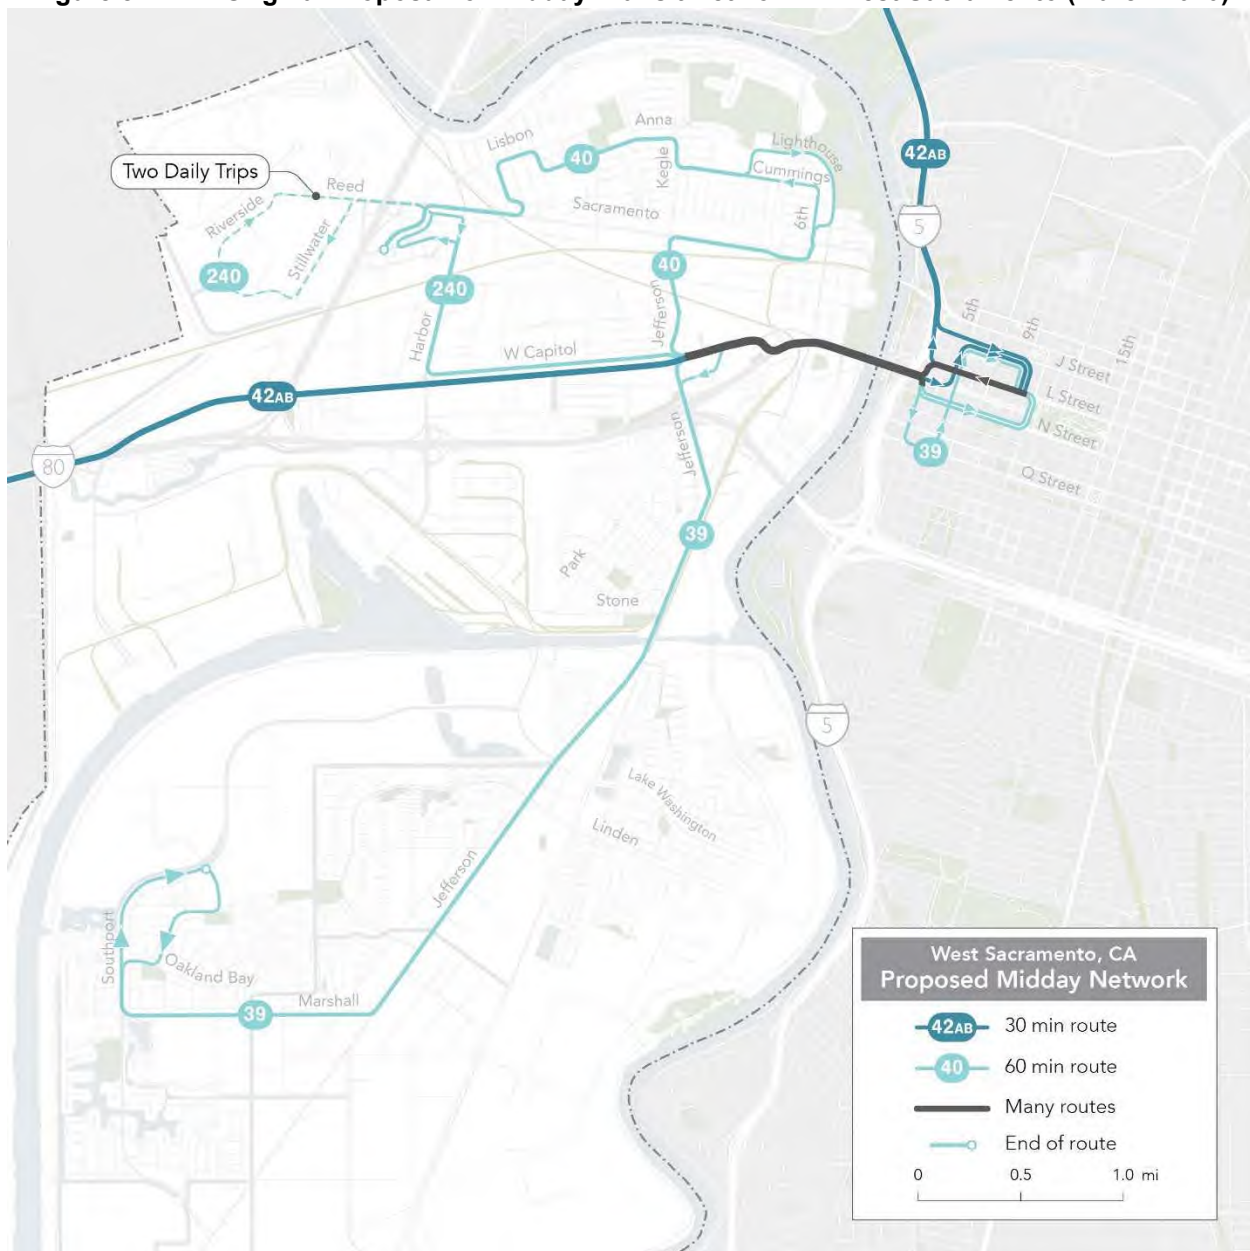 Anna
Lisbon
40
Lighthouse
Kegle
Cummings
42AB
Two Daily Trips
Reed
Riverside
Sacramento
6th
5
Stillwater
240
40
240
Jefferson
5th
9th
15th
Harbor
W Capitol
J Street
L Street
42AB
N Street
Jefferson
39
80
Q Street
39
Park
Stone
5
Lake Washington
Linden
Jefferson
Southport
Oakland Bay
Marshall
39
West Sacramento, CA
Proposed Midday Network
42AB 30 min route
40 60 min route
Many routes
End of route
0 0.5 1.0 mi